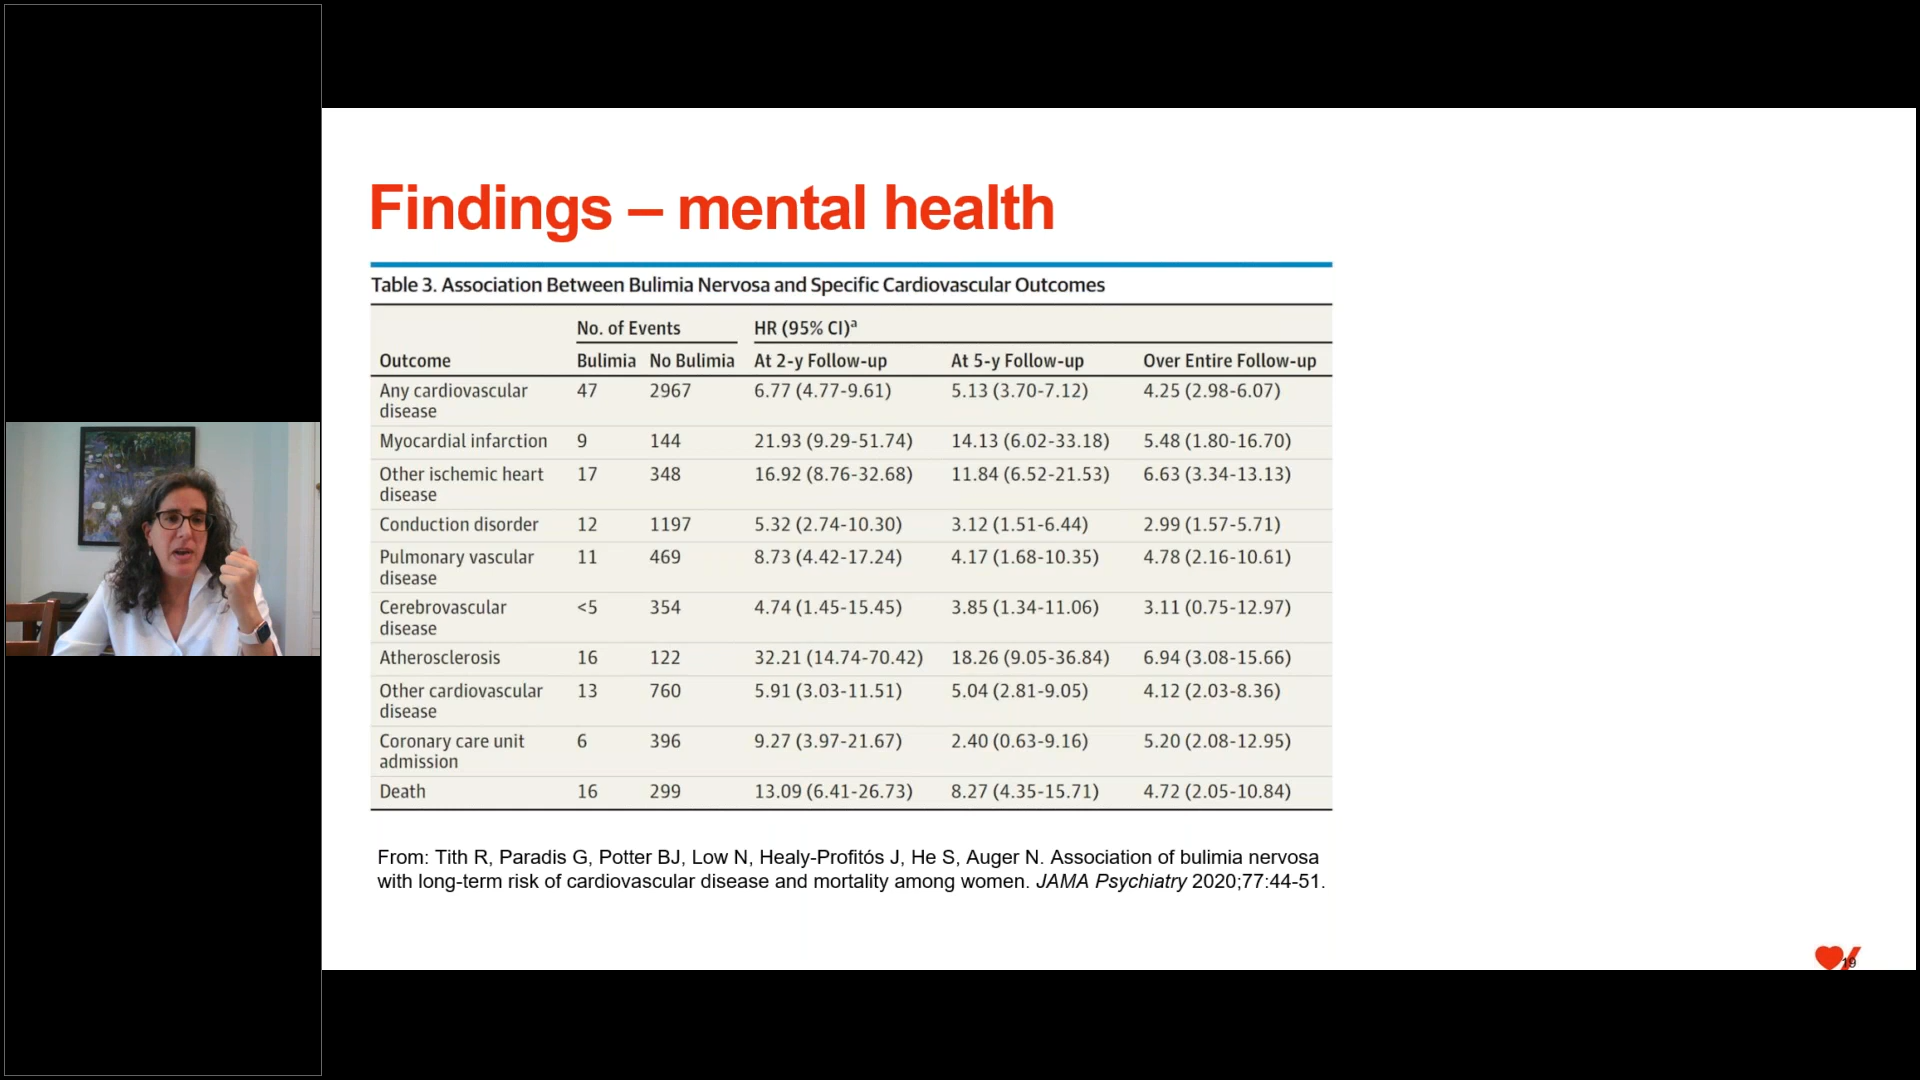 Findings – mental health
Table 3. Association Between Bulimia Nervosa and Specific Cardiovascular Outcomes
No. of Events HR (95% CI)a
Outcome Bulimia No Bulimia At 2-y Follow-up At 5-y Follow-up Over Entire Follow-up
Any cardiovascular disease 47 2967 6.77 (4.77-9.61) 5.13 (3.70-7.12) 4.25 (2.98-6.07)
Myocardial infarction 9 144 21.93 (9.29-51.74) 14.13 (6.02-33.18) 5.48 (1.80-16.70)
Other ischemic heart disease 17 348 16.92 (8.76-32.68) 11.84 (6.52-21.53) 6.63 (3.34-13.13)
Conduction disorder 12 1197 5.32 (2.74-10.30) 3.12 (1.51-6.44) 2.99 (1.57-5.71)
Pulmonary vascular disease 11 469 8.73 (4.42-17.24) 4.17 (1.68-10.35) 4.78 (2.16-10.61)
Cerebrovascular disease <5 354 4.74 (1.45-15.45) 3.85 (1.34-11.06) 3.11 (0.75-12.97)
Atherosclerosis 16 122 32.21 (14.74-70.42) 18.26 (9.05-36.84) 6.94 (3.08-15.66)
Other cardiovascular disease 13 760 5.91 (3.03-11.51) 5.04 (2.81-9.05) 4.12 (2.03-8.36)
Coronary care unit admission 6 396 9.27 (3.97-21.67) 2.40 (0.63-9.16) 5.20 (2.08-12.95)
Death 16 299 13.09 (6.41-26.73) 8.27 (4.35-15.71) 4.72 (2.05-10.84)
From: Tith R, Paradis G, Potter BJ, Low N, Healy-Profitós J, He S, Auger N. Association of bulimia nervosa
with long-term risk of cardiovascular disease and mortality among women. JAMA Psychiatry 2020;77:44-51.
19